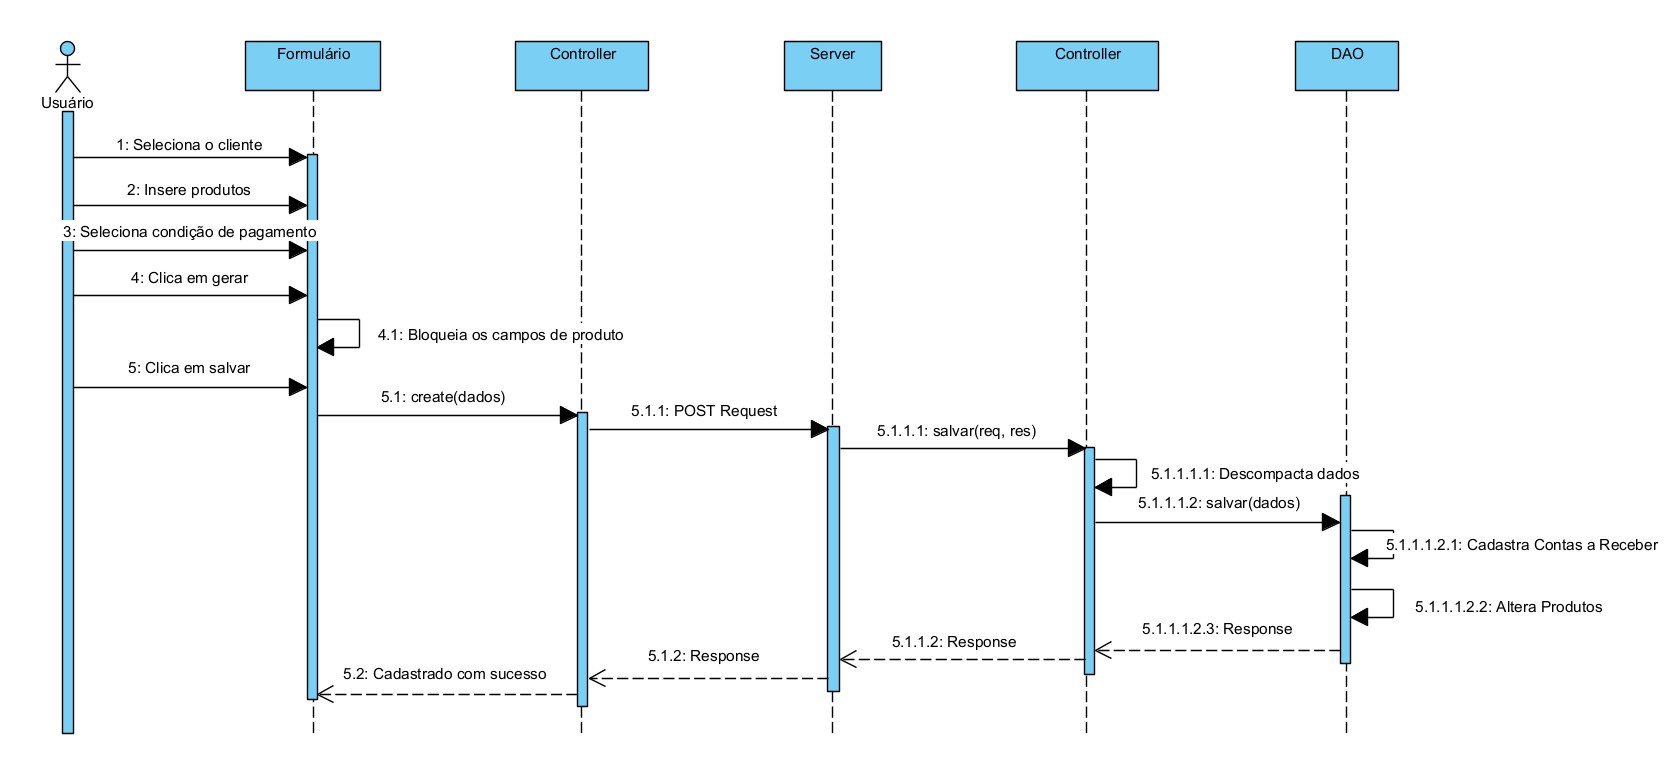 Usuário
Formulário
Controller
Server
Controller
DAO
1: Seleciona o cliente
2: Insere produtos
3: Seleciona condição de pagamento
4: Clica em gerar
4.1: Bloqueia os campos de produto
5: Clica em salvar
5.1: create(dados)
5.1.1: POST Request
5.1.1.1: salvar(req, res)
5.1.1.1.1: Descompacta dados
5.1.1.1.2: salvar(dados)
5.1.1.1.2.1: Cadastra Contas a Receber
5.1.1.1.2.2: Altera Produtos
5.1.1.1.2.3: Response
5.1.1.2: Response
5.1.2: Response
5.2: Cadastrado com sucesso